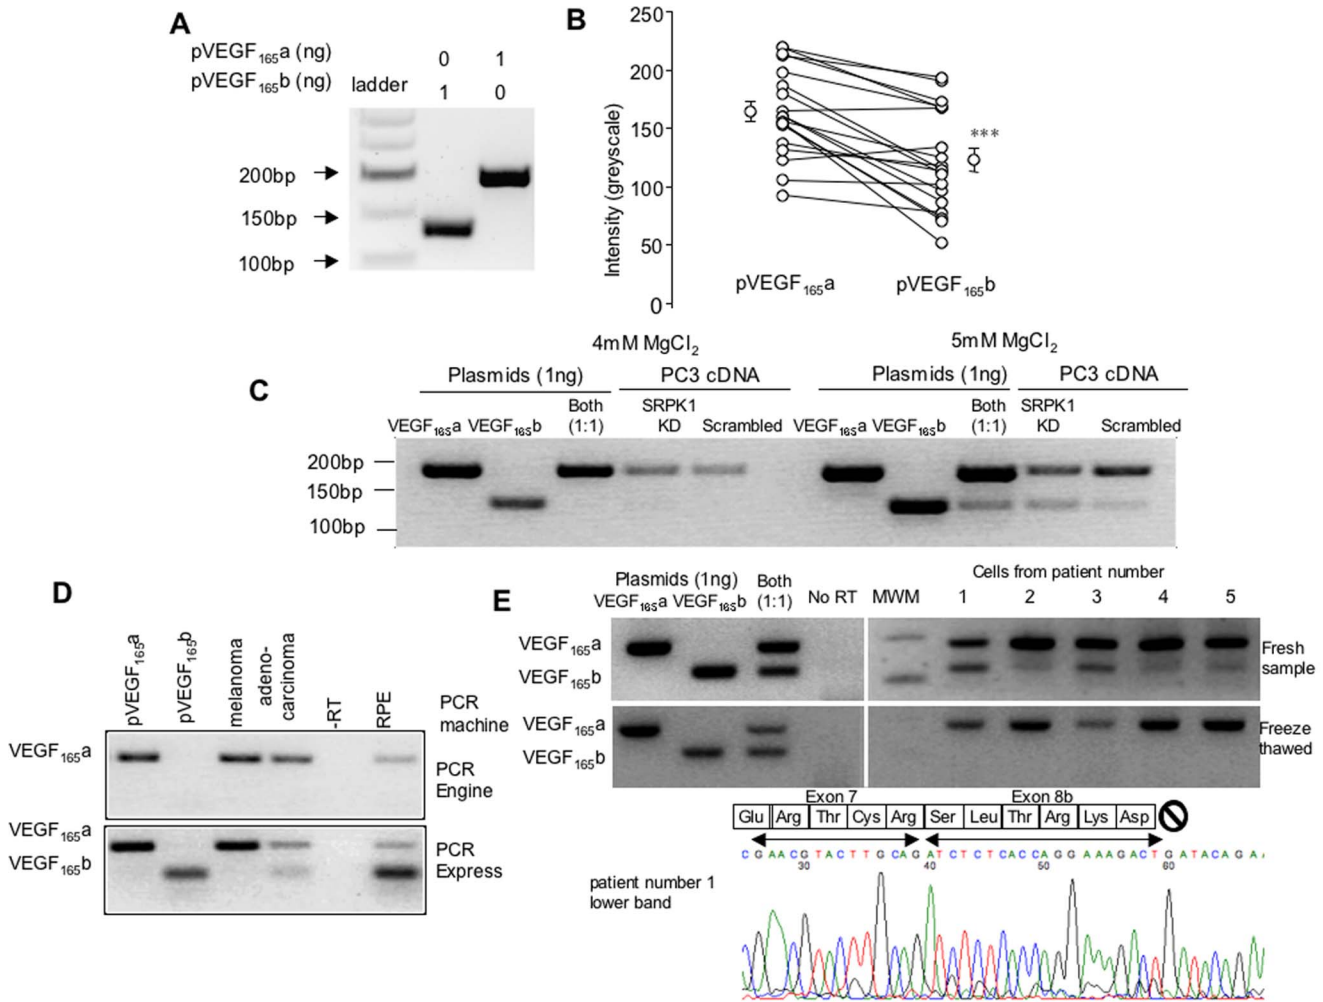 A
pVEGF165a (ng) 0 1
pVEGF165b (ng) ladder 1 0
200bp
150bp
100bp
B
250
200
150
100
50
0
Intensity (greyscale)
***
pVEGF165a pVEGF165b
C
4mM MgCl2 5mM MgCl2
Plasmids (1ng) PC3 cDNA Plasmids (1ng) PC3 cDNA
Both SRPK1 Both SRPK1
VEGF165a VEGF165b (1:1) KD Scrambled VEGF165a VEGF165b (1:1) KD Scrambled
200bp
150bp
100bp
D
pVEGF165a
pVEGF165b
melanoma
adeno-
carcinoma
-RT
RPE
PCR
machine
VEGF165a
PCR
Engine
VEGF165a
VEGF165b
PCR
Express
E
Plasmids (1ng) Both Cells from patient number
VEGF165a VEGF165b (1:1) No RT MWM 1 2 3 4 5
VEGF165a
VEGF165b
Fresh
sample
VEGF165a
VEGF165b
Freeze
thawed
Exon 7 Exon 8b
Glu Arg Thr Cys Arg Ser Leu Thr Arg Lys Asp
C G A A C G T A C T T G C A G A T C T C T C A C C A G G A A A G A C T G A T A C A G A
30 40 50 60
patient number 1
lower band